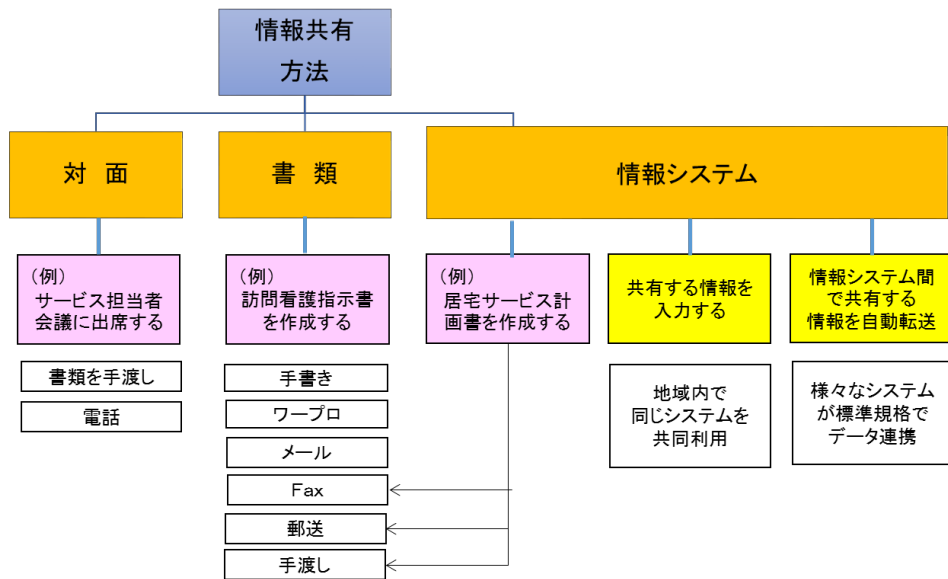 情報共有
方法
対 面
書 類
情報システム
（例）
サービス担当者
会議に出席する
（例）
訪問看護指示書
を作成する
（例）
居宅サービス計
画書を作成する
共有する情報を
入力する
情報システム間
で共有する
情報を自動転送
書類を手渡し
電話
手書き
ワープロ
メール
Fax
郵送
手渡し
地域内で
同じシステムを
共同利用
様々なシステム
が標準規格で
データ連携